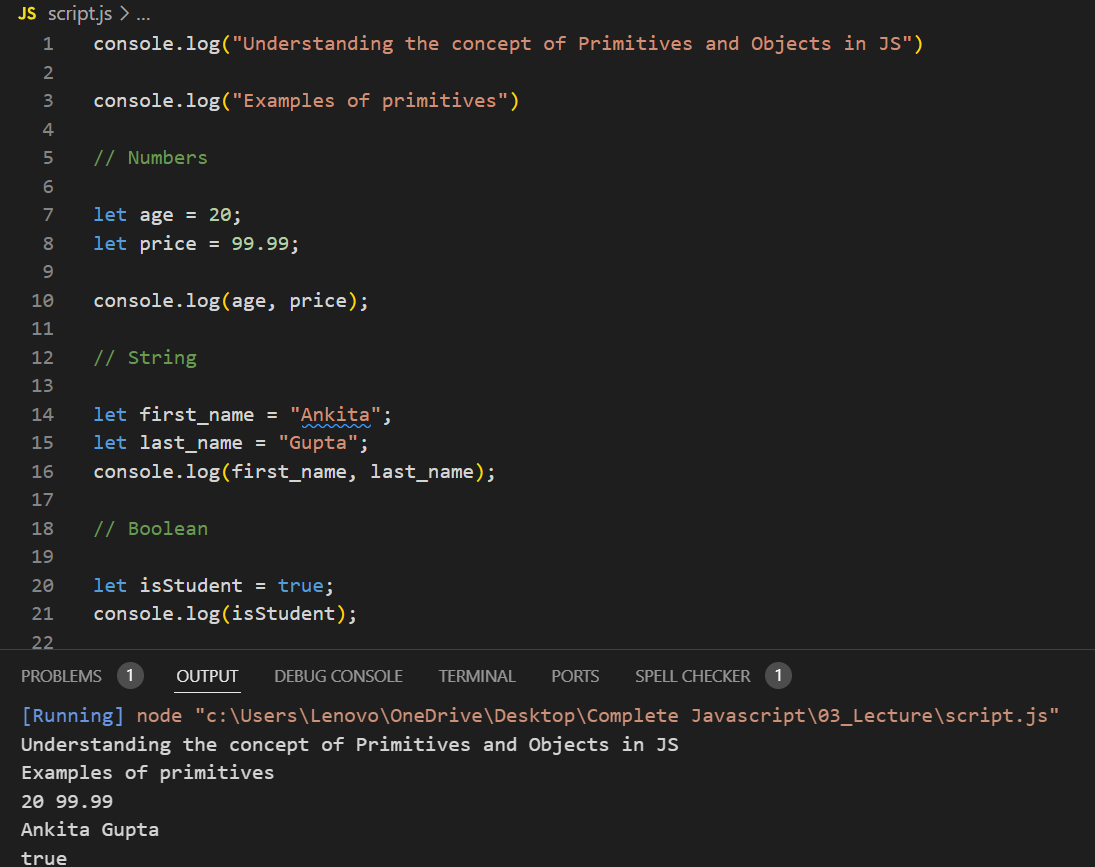 JS script.js > ...
1 console.log("Understanding the concept of Primitives and Objects in JS")
2
3 console.log("Examples of primitives")
4
5 // Numbers
6
7 let age = 20;
8 let price = 99.99;
9
10 console.log(age, price);
11
12 // String
13
14 let first_name = "Ankita";
15 let last_name = "Gupta";
16 console.log(first_name, last_name);
17
18 // Boolean
19
20 let isStudent = true;
21 console.log(isStudent);
22
PROBLEMS 1 OUTPUT DEBUG CONSOLE TERMINAL PORTS SPELL CHECKER 1
[Running] node "c:\Users\Lenovo\OneDrive\Desktop\Complete Javascript\03_Lecture\script.js"
Understanding the concept of Primitives and Objects in JS
Examples of primitives
20 99.99
Ankita Gupta
true